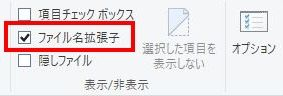 項目チェック ボックス
ファイル名拡張子
隠しファイル
選択した項目を
表示しない
オプション
表示/非表示